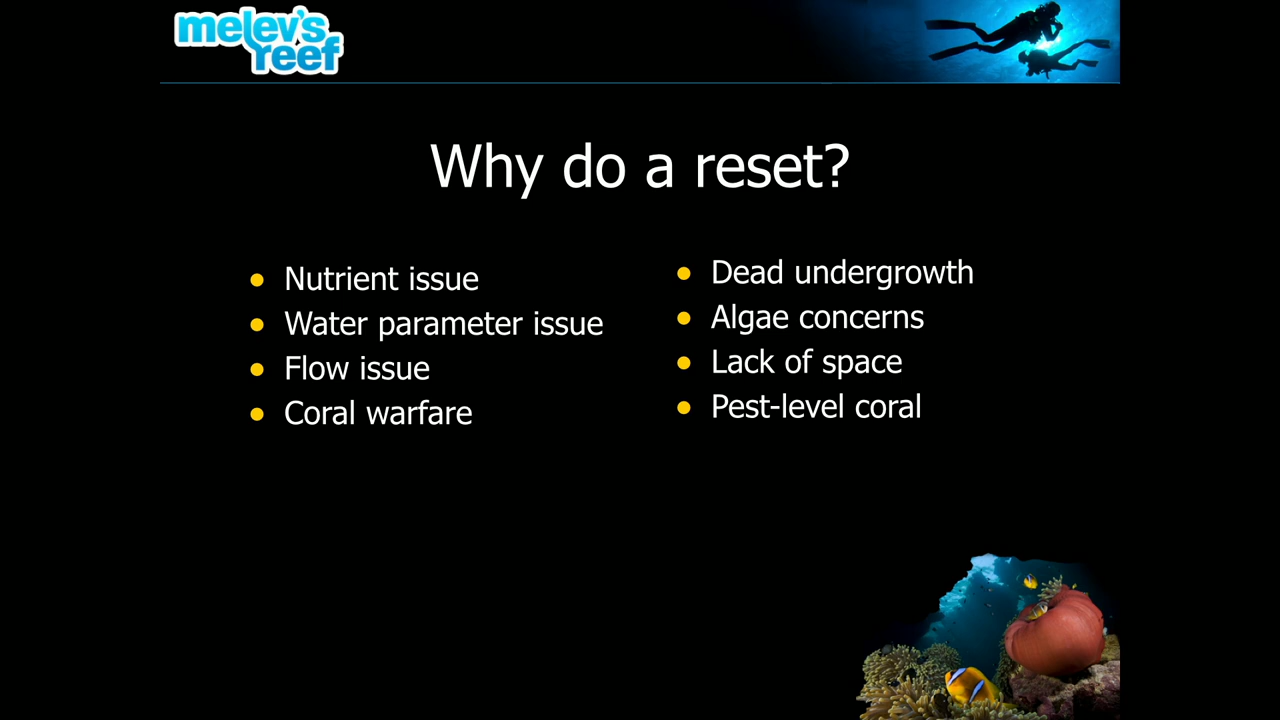 melev's
reef
Why do a reset?
Nutrient issue
Water parameter issue
Flow issue
Coral warfare
Dead undergrowth
Algae concerns
Lack of space
Pest-level coral